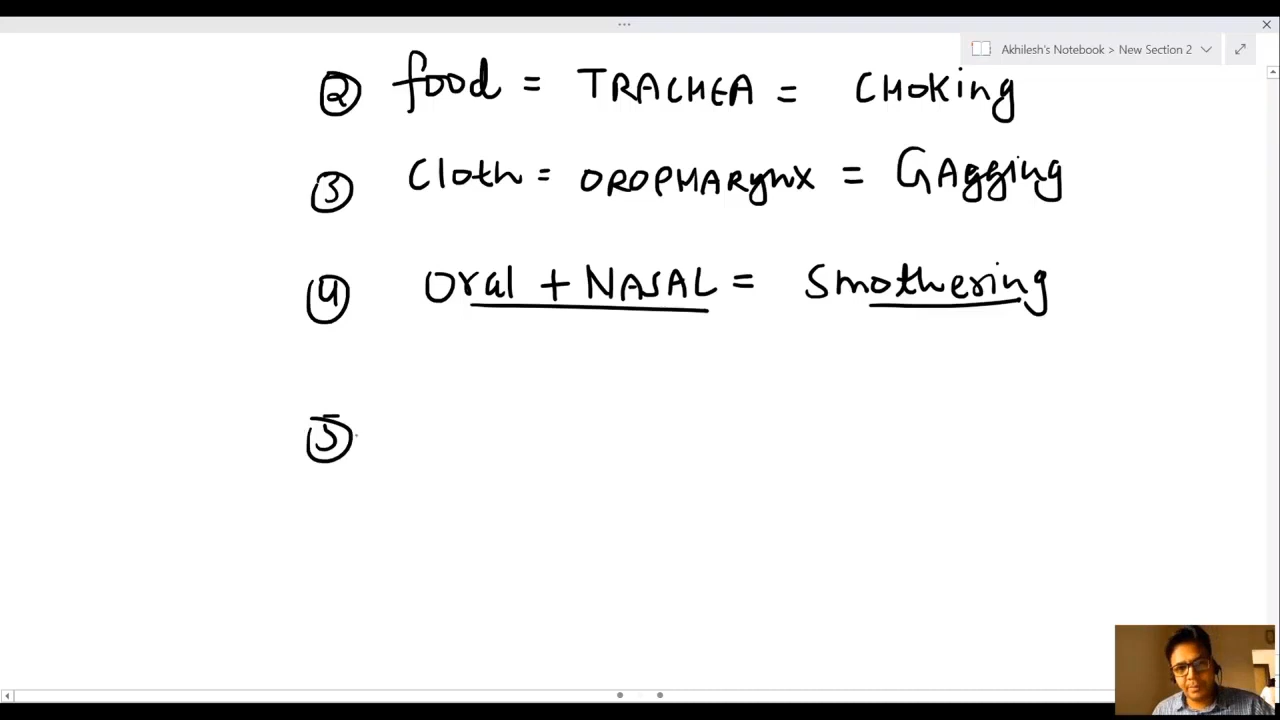 Akhilesh's Notebook > New Section 2
2 food = TRACHEA = CHOKing
3 Cloth = OROPHARynx = GAgging
4 Oral + NASAL = Smothering
5